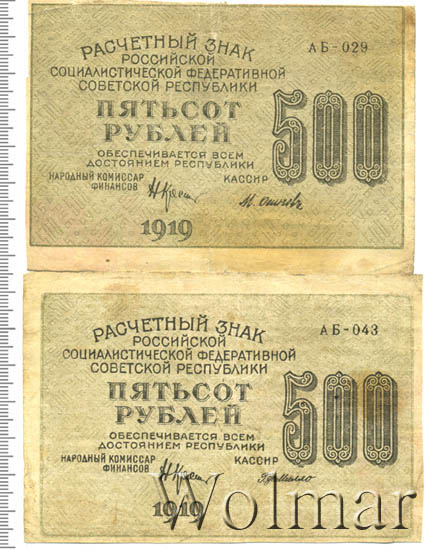 РАСЧЕТНЫЙ ЗНАК
АБ-029
РОССИЙСКОЙ
СОЦИАЛИСТИЧЕСКОЙ ФЕДЕРАТИВНОЙ
СОВЕТСКОЙ РЕСПУБЛИКИ
ПЯТЬСОТ
РУБЛЕЙ
500
ОБЕСПЕЧИВАЕТСЯ ВСЕМ
ДОСТОЯНИЕМ РЕСПУБЛИКИ
НАРОДНЫЙ КОМИССАР
ФИНАНСОВ
КАССИР
1919
РАСЧЕТНЫЙ ЗНАК
АБ-043
РОССИЙСКОЙ
СОЦИАЛИСТИЧЕСКОЙ ФЕДЕРАТИВНОЙ
СОВЕТСКОЙ РЕСПУБЛИКИ
ПЯТЬСОТ
РУБЛЕЙ
500
ОБЕСПЕЧИВАЕТСЯ ВСЕМ
ДОСТОЯНИЕМ РЕСПУБЛИКИ
НАРОДНЫЙ КОМИССАР
ФИНАНСОВ
КАССИР
1919
Wolmar